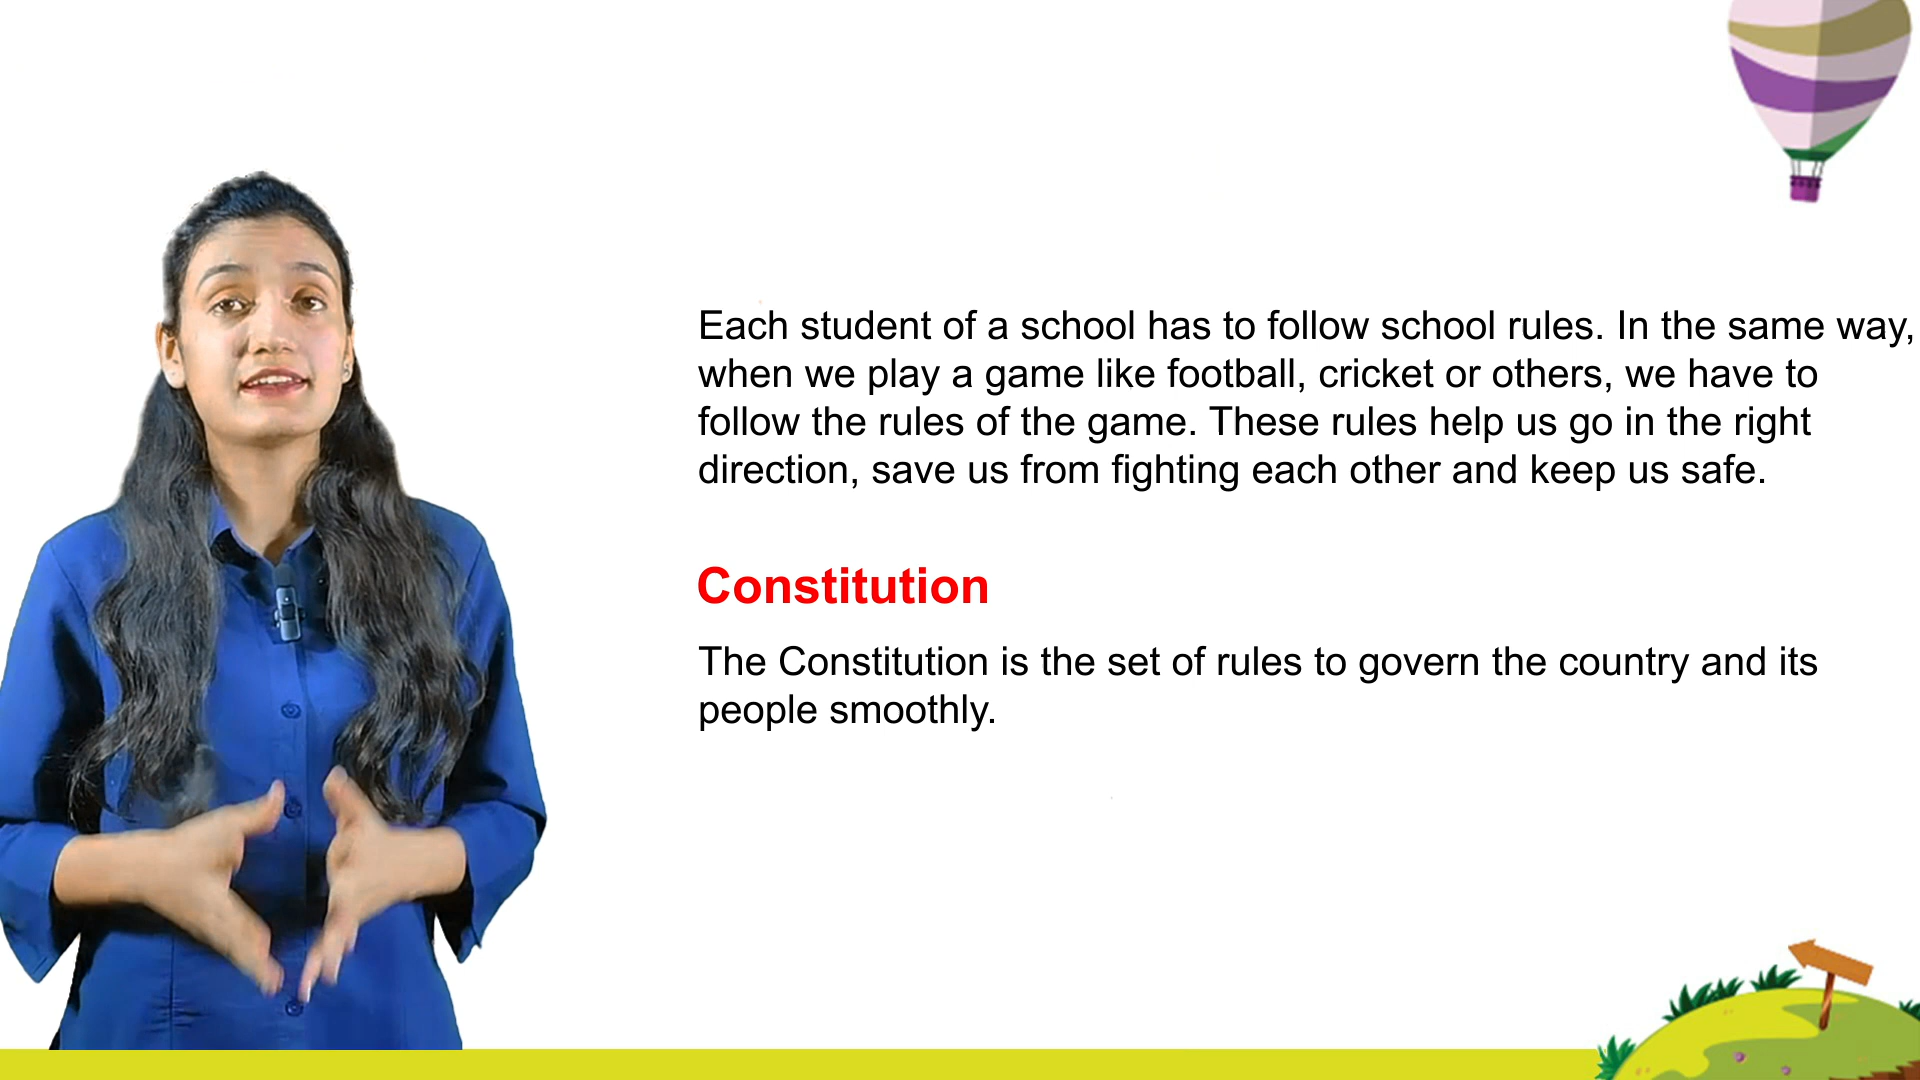 Each student of a school has to follow school rules. In the same way,
when we play a game like football, cricket or others, we have to
follow the rules of the game. These rules help us go in the right
direction, save us from fighting each other and keep us safe.
Constitution
The Constitution is the set of rules to govern the country and its
people smoothly.